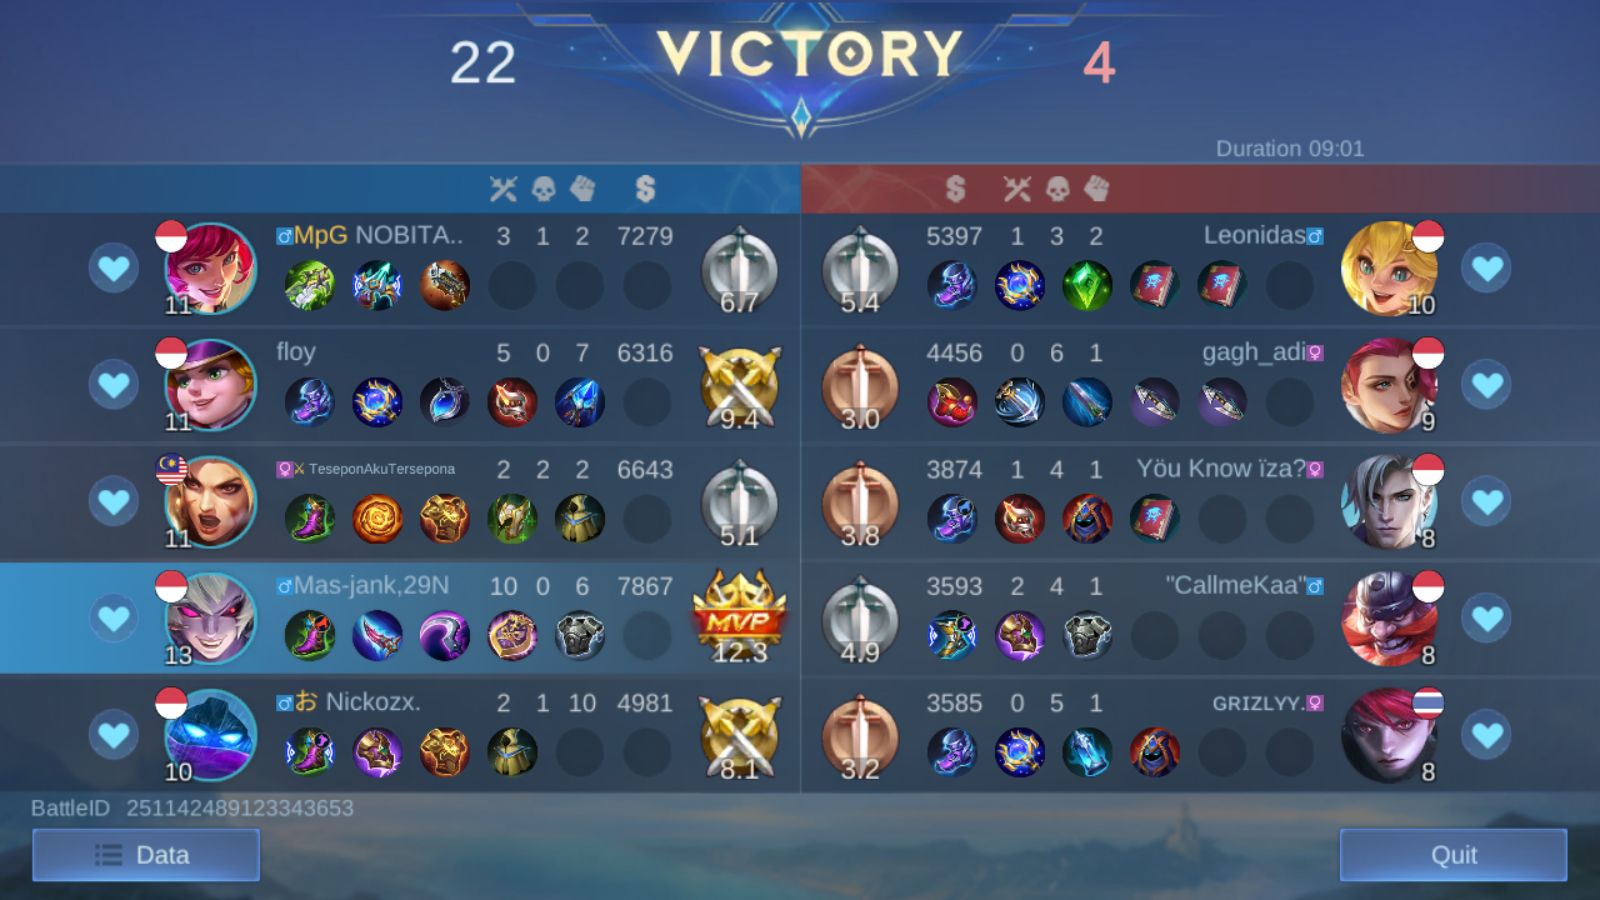 22 VICTORY 4
Duration 09:01
MpG NOBITA.. 3 1 2 7279
11 6.7
5397 1 3 2 Leonidas
5.4 10
floy 5 0 7 6316
11 9.4
4456 0 6 1 gagh_adi
3.0 9
TeseponAkuTersepona 2 2 2 6643
11 5.1
3874 1 4 1 Yöu Know ïza?
3.8 8
Mas-jank,29N 10 0 6 7867
MVP
13 12.3
3593 2 4 1 "CallmeKaa"
4.9 8
お Nickozx. 2 1 10 4981
10 8.1
3585 0 5 1 GRIZLYY.
3.2 8
BattleID 251142489123343653
Data
Quit